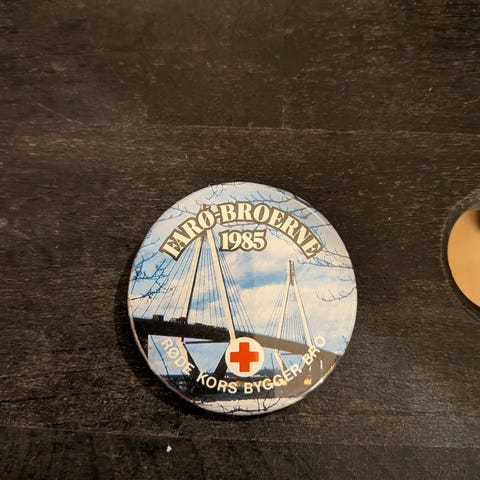 FARØ-BROERNE
1985
RØDE KORS BYGGER BRO